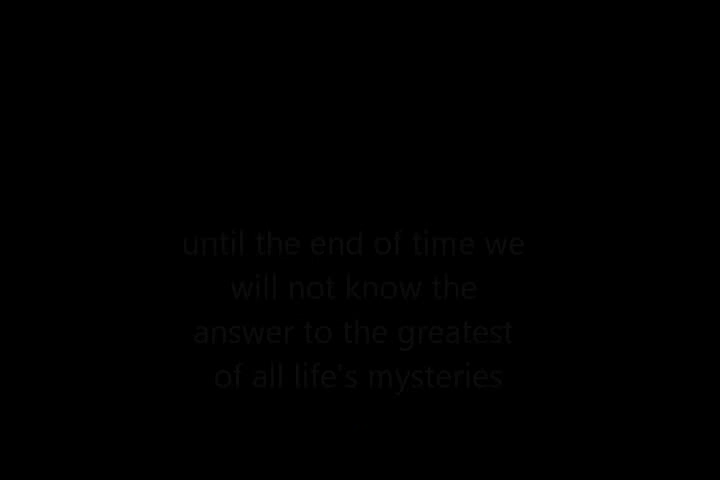 until the end of time we
will not know the
answer to the greatest
of all life's mysteries